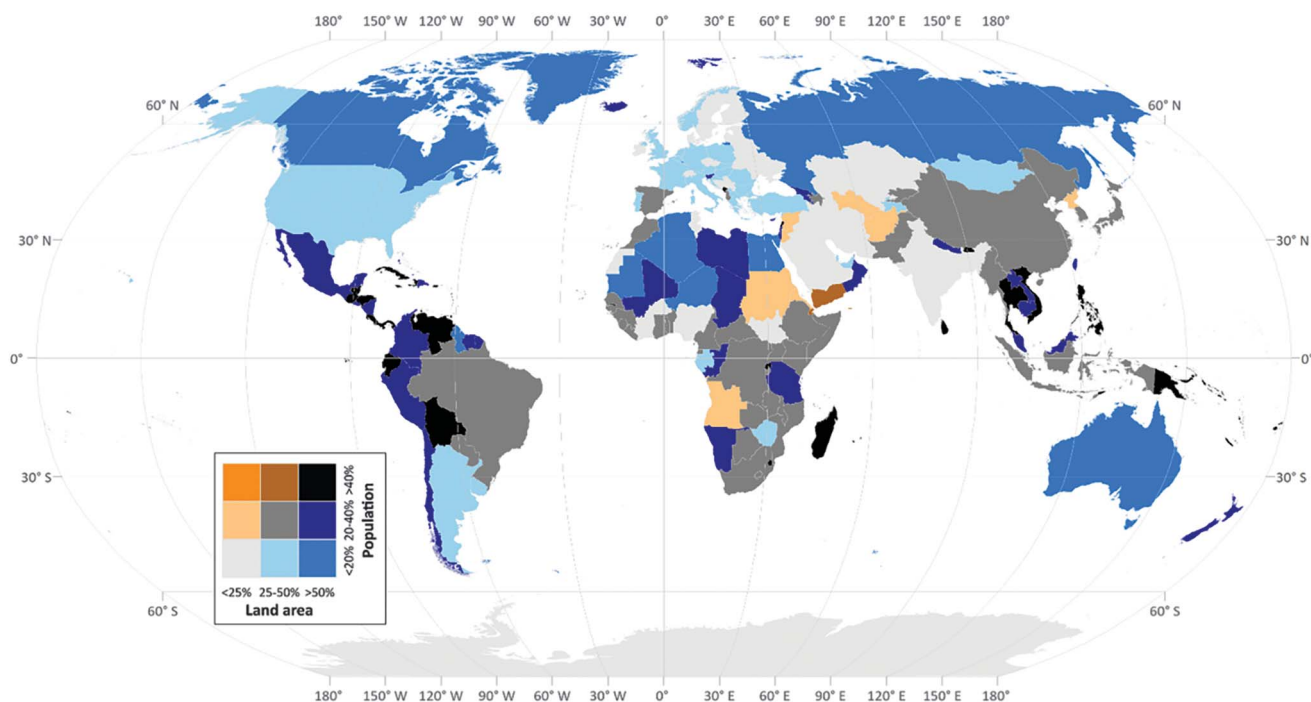 180° 150° W 120° W 90° W 60° W 30° W 0° 30° E 60° E 90° E 120° E 150° E 180°
60° N 60° N
30° N 30° N
0° 0°
30° S 30° S
60° S 60° S
<20% 20-40% >40%
Population
<25% 25-50% >50%
Land area
180° 150° W 120° W 90° W 60° W 30° W 0° 30° E 60° E 90° E 120° E 150° E 180°